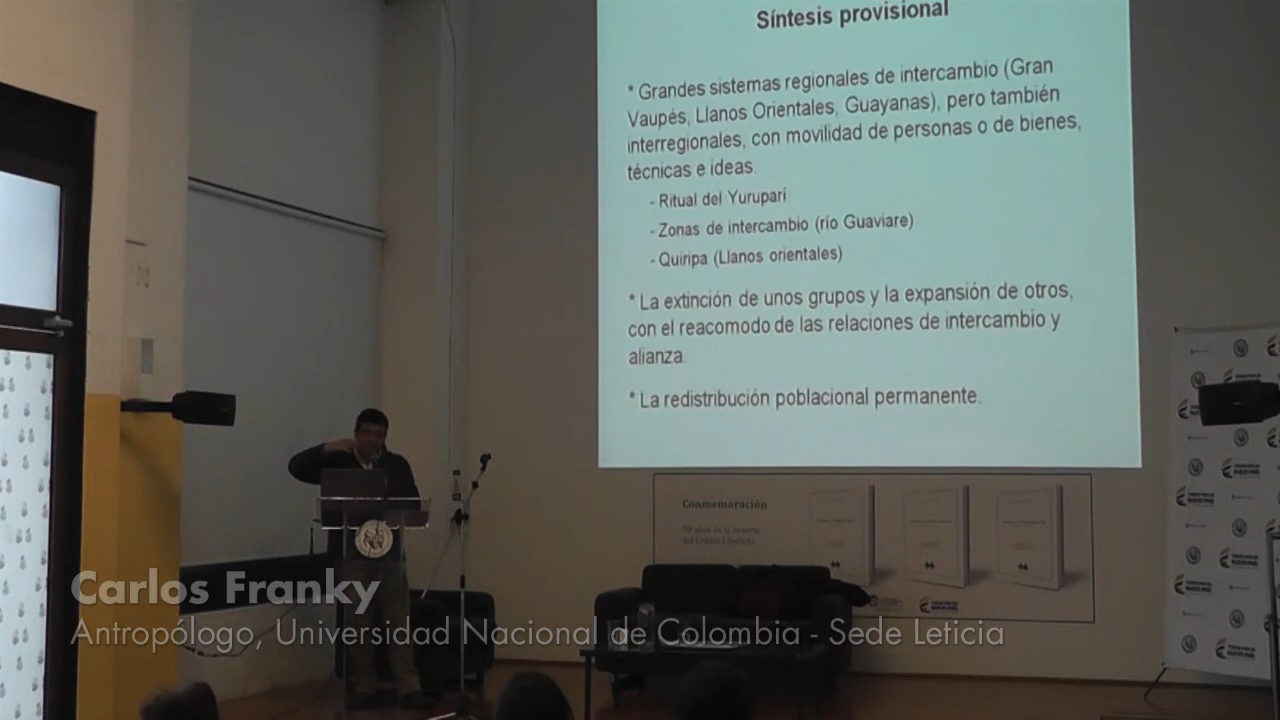 Síntesis provisional
* Grandes sistemas regionales de intercambio (Gran
Vaupés, Llanos Orientales, Guayanas), pero también
interregionales, con movilidad de personas o de bienes,
técnicas e ideas.
- Ritual del Yuruparí
- Zonas de intercambio (río Guaviare)
- Quiripa (Llanos orientales)
* La extinción de unos grupos y la expansión de otros,
con el reacomodo de las relaciones de intercambio y
alianza.
* La redistribución poblacional permanente.
Conmemoración
Carlos Franky
Antropólogo, Universidad Nacional de Colombia - Sede Leticia